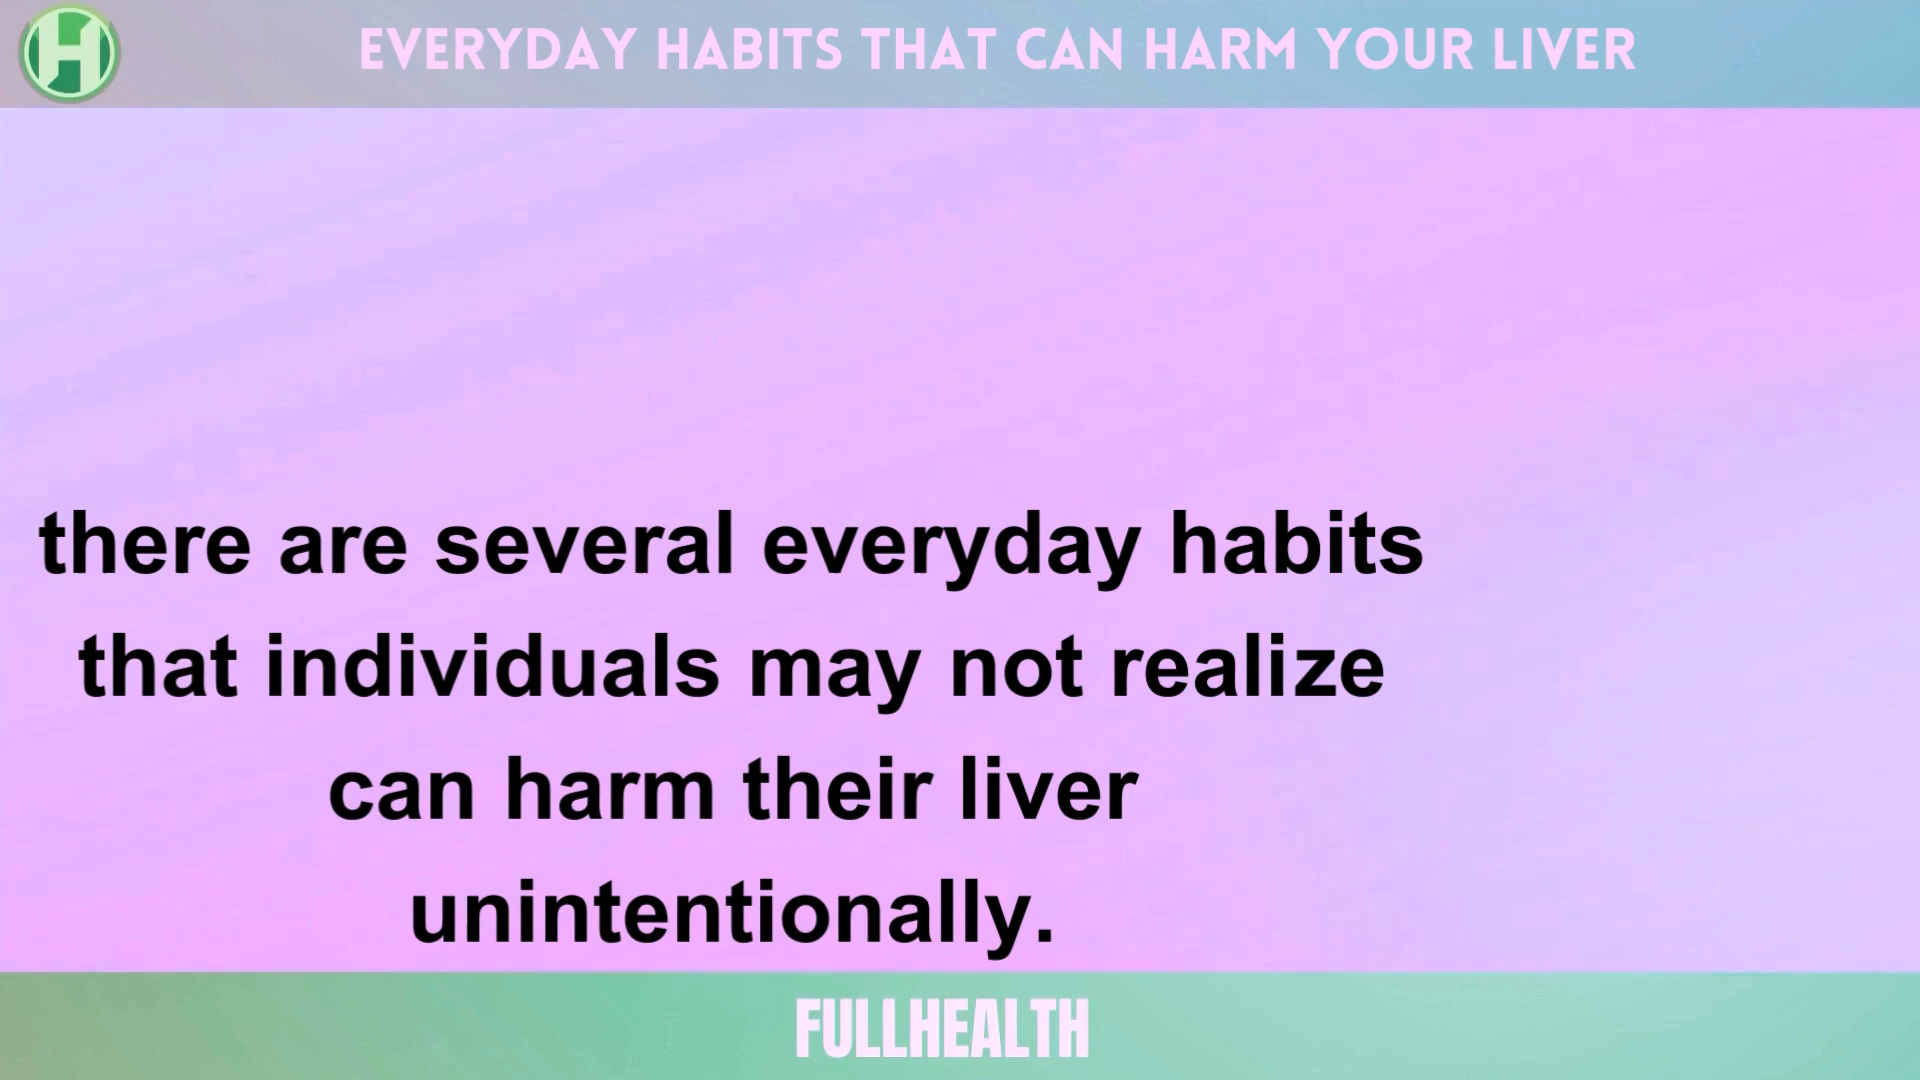 H
EVERYDAY HABITS THAT CAN HARM YOUR LIVER
there are several everyday habits
that individuals may not realize
can harm their liver
unintentionally.
FULLHEALTH